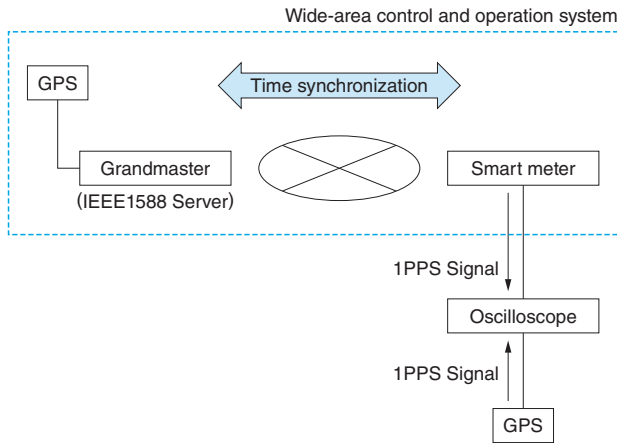 Wide-area control and operation system
GPS
Time synchronization
Grandmaster
(IEEE1588 Server)
Smart meter
1PPS Signal
Oscilloscope
1PPS Signal
GPS